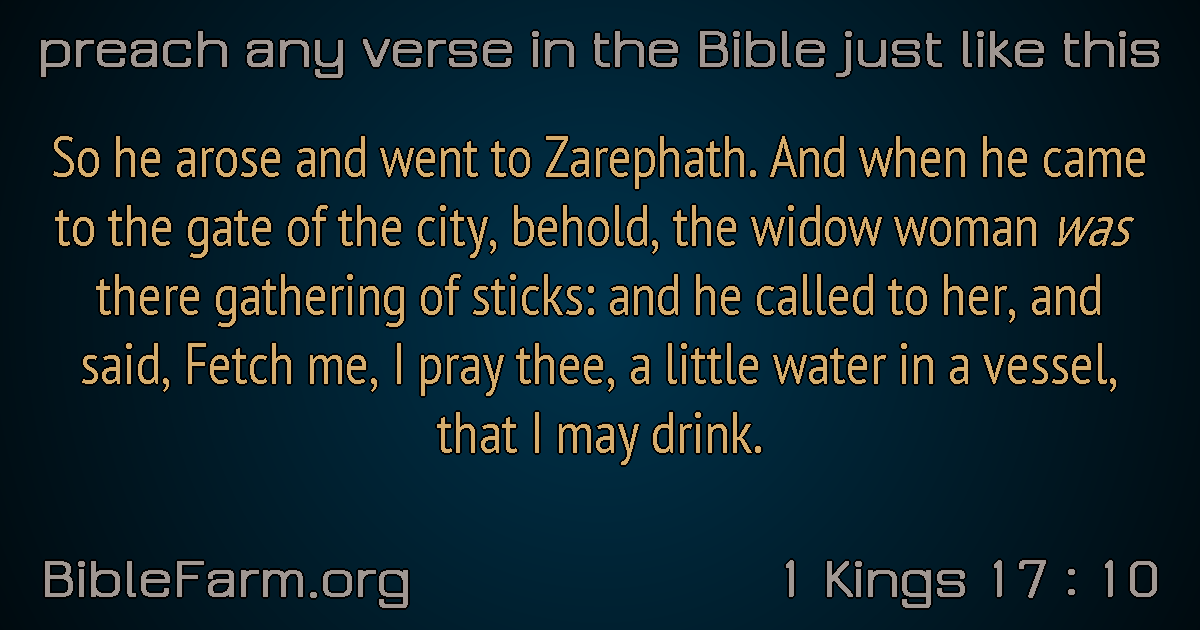 preach any verse in the Bible just like this
So he arose and went to Zarephath. And when he came
to the gate of the city, behold, the widow woman was
there gathering of sticks: and he called to her, and
said, Fetch me, I pray thee, a little water in a vessel,
that I may drink.
BibleFarm.org
1 Kings 17 : 10